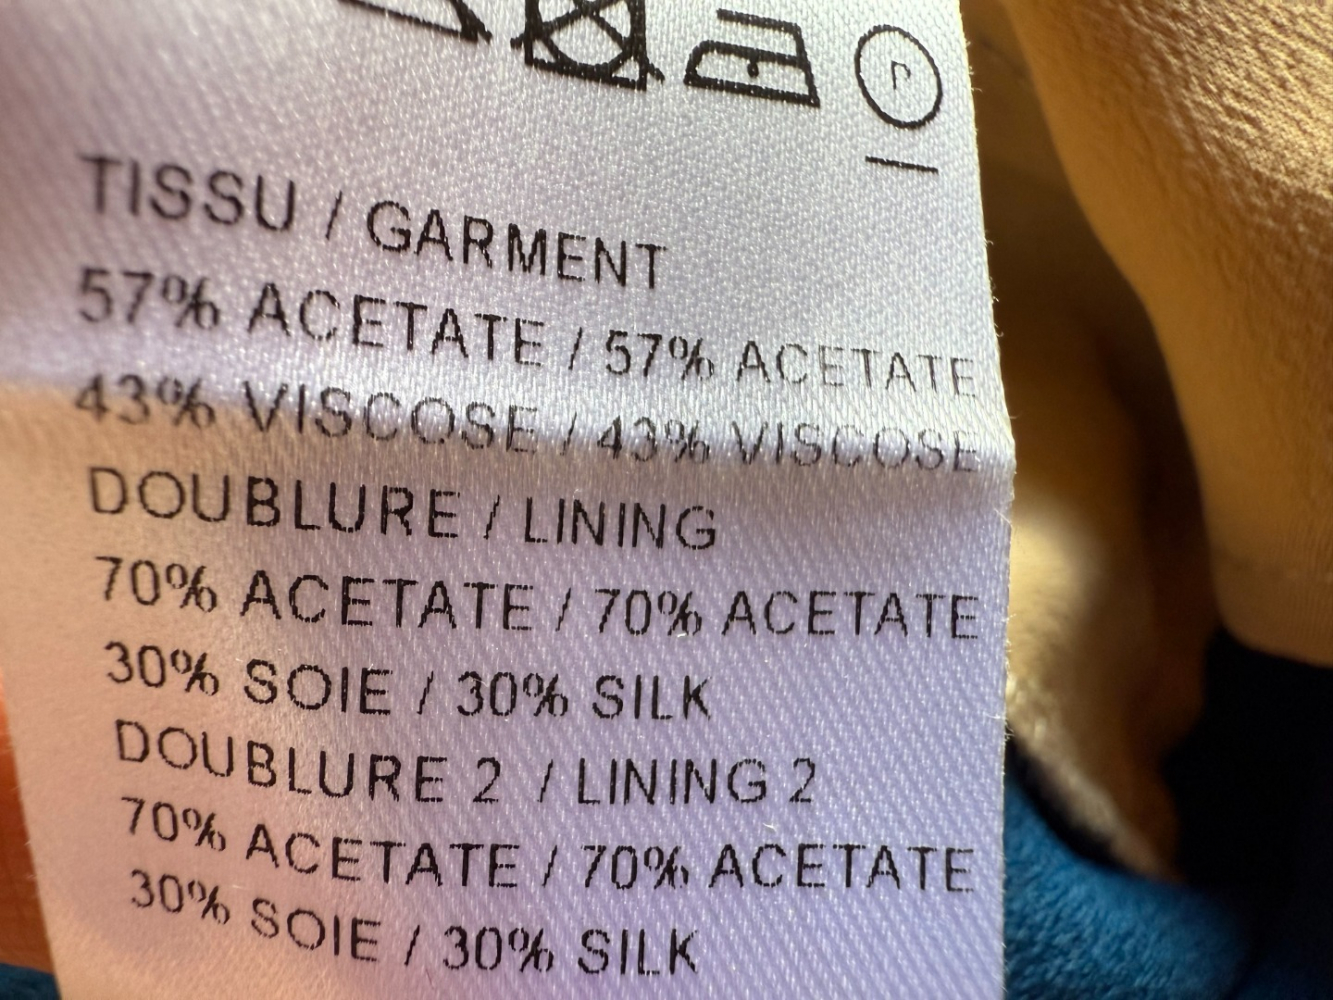 P
TISSU / GARMENT
57% ACETATE / 57% ACETATE
43% VISCOSE / 43% VISCOSE
DOUBLURE / LINING
70% ACETATE / 70% ACETATE
30% SOIE / 30% SILK
DOUBLURE 2 / LINING 2
70% ACETATE / 70% ACETATE
30% SOIE / 30% SILK